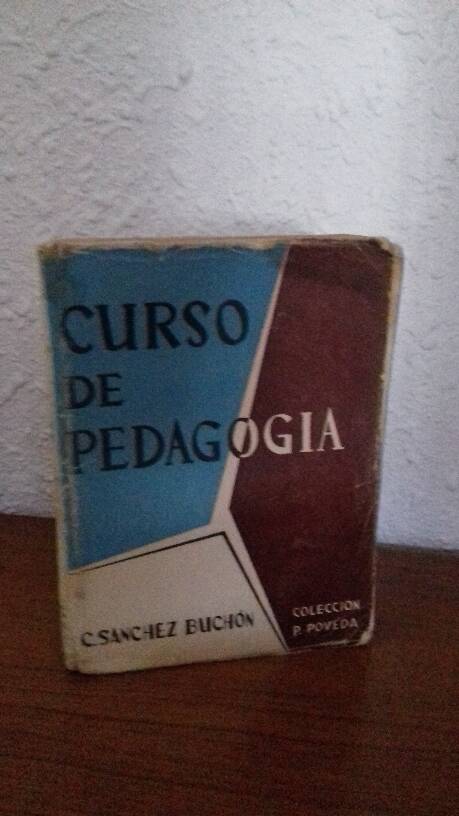 CURSO
DE
PEDAGOGIA
C. SANCHEZ BUCHÓN
COLECCION
P. POVEDA